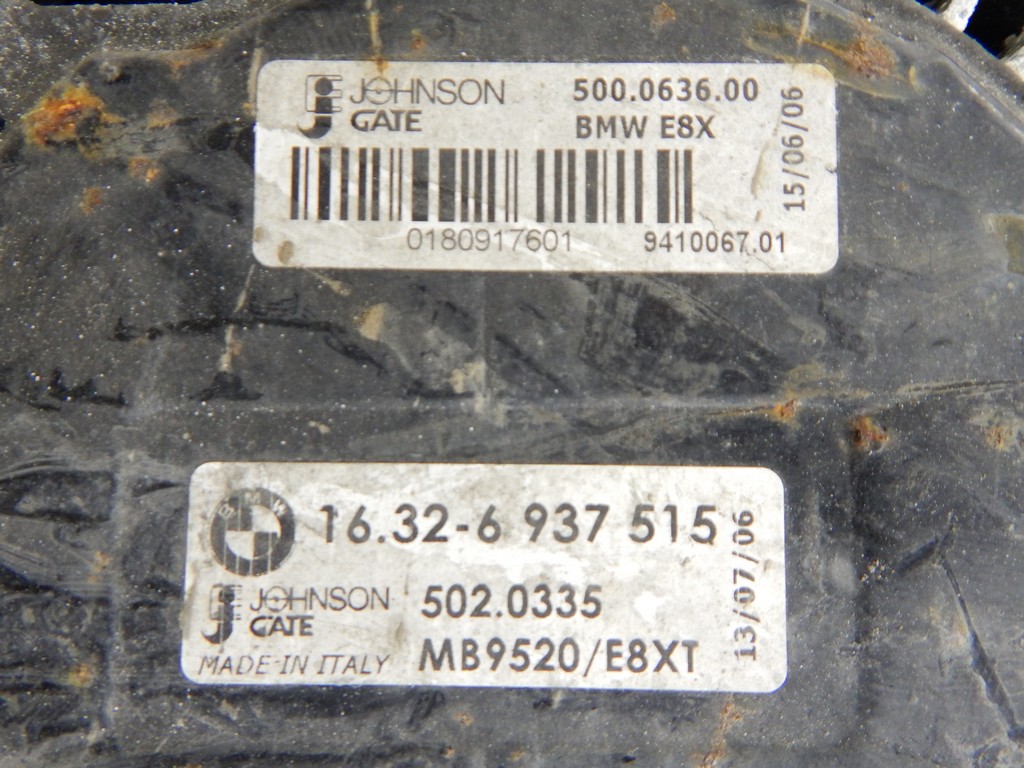 JOHNSON 500.0636.00
GATE BMW E8X
15/06/06
0180917601 9410067.01
BMW
16.32-6 937 515
JOHNSON 502.0335
GATE
MADE IN ITALY MB9520/E8XT
13/07/06